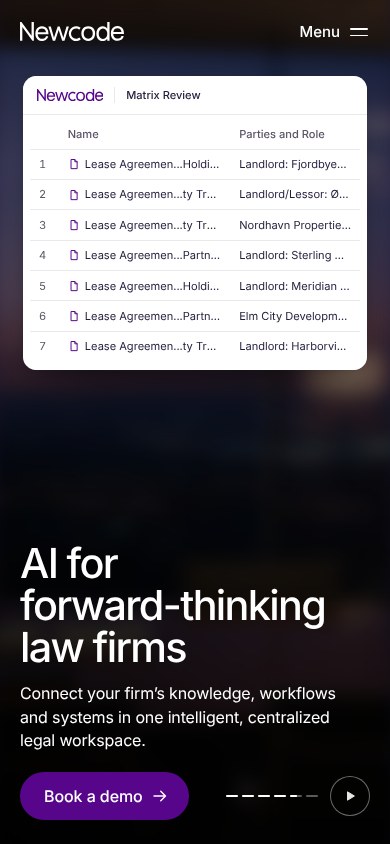 Newcode
Menu
Newcode Matrix Review
Name Parties and Role
1 Lease Agreemen...Holdi... Landlord: Fjordbye...
2 Lease Agreemen...ty Tr... Landlord/Lessor: Ø...
3 Lease Agreemen...ty Tr... Nordhavn Propertie...
4 Lease Agreemen...Partn... Landlord: Sterling ...
5 Lease Agreemen...Holdi... Landlord: Meridian ...
6 Lease Agreemen...Partn... Elm City Developm...
7 Lease Agreemen...ty Tr... Landlord: Harborvi...
AI for
forward-thinking
law firms
Connect your firm’s knowledge, workflows
and systems in one intelligent, centralized
legal workspace.
Book a demo →